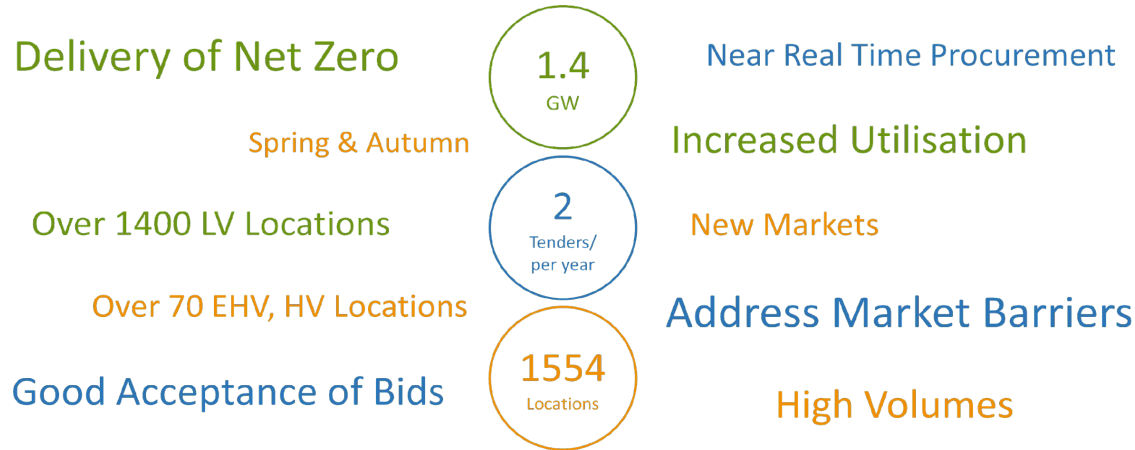 Delivery of Net Zero
Spring & Autumn
Over 1400 LV Locations
Over 70 EHV, HV Locations
Good Acceptance of Bids
1.4
GW
2
Tenders/
per year
1554
Locations
Near Real Time Procurement
Increased Utilisation
New Markets
Address Market Barriers
High Volumes